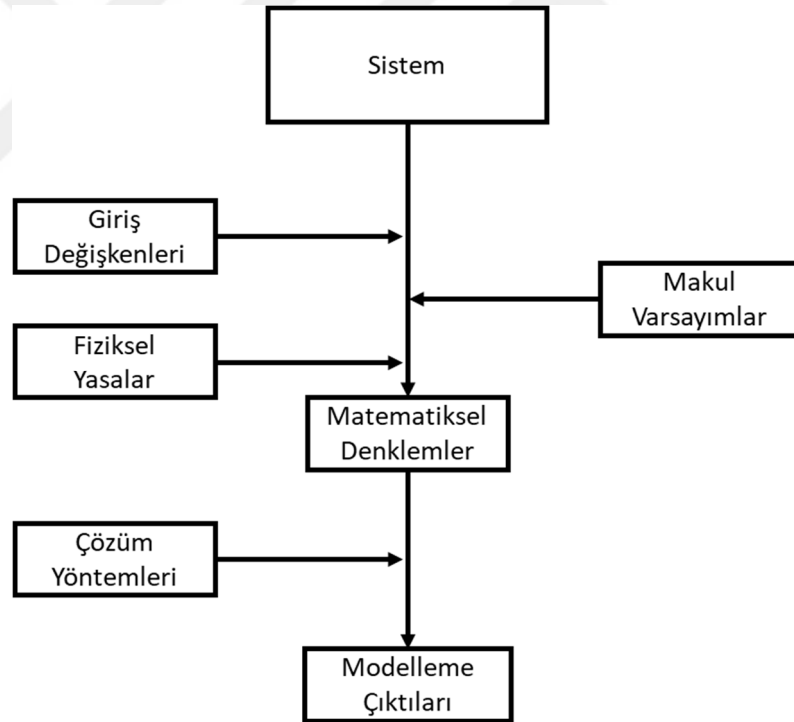 Sistem
Giriş
Değişkenleri
Makul
Varsayımlar
Fiziksel
Yasalar
Matematiksel
Denklemler
Çözüm
Yöntemleri
Modelleme
Çıktıları